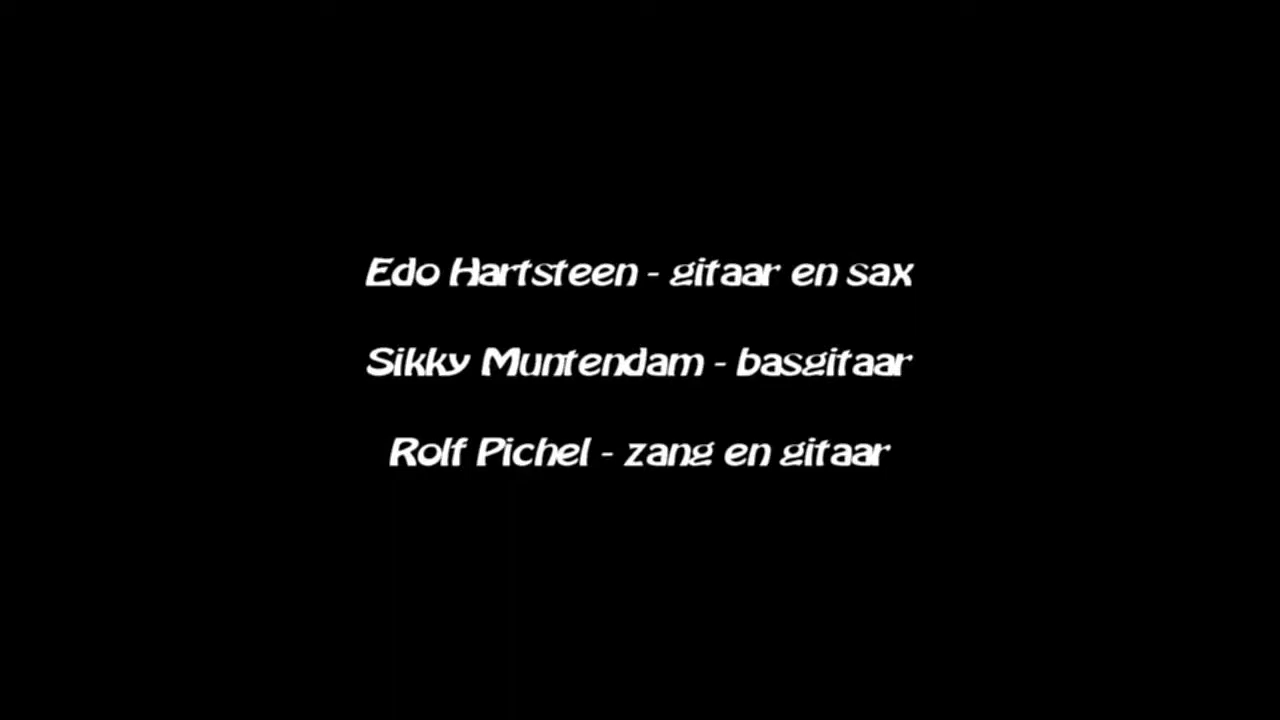 Edo Hartsteen - gitaar en sax
Sikky Muntendam - basgitaar
Rolf Pichel - zang en gitaar